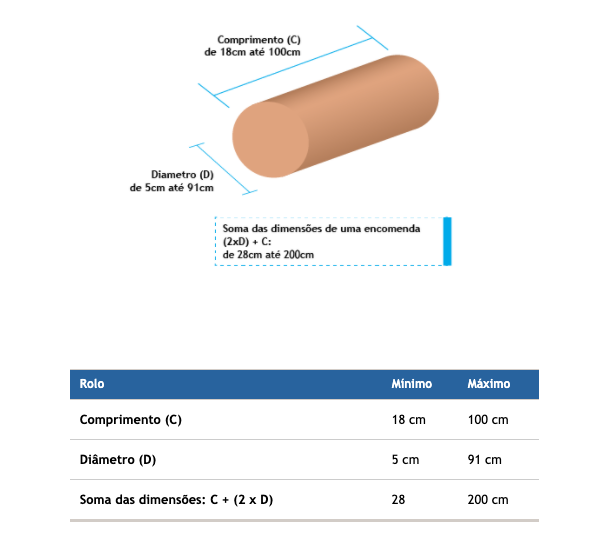 Comprimento (C)
de 18cm até 100cm
Diametro (D)
de 5cm até 91cm
Soma das dimensões de uma encomenda
(2xD) + C:
de 28cm até 200cm
Rolo Mínimo Máximo
Comprimento (C) 18 cm 100 cm
Diâmetro (D) 5 cm 91 cm
Soma das dimensões: C + (2 x D) 28 200 cm